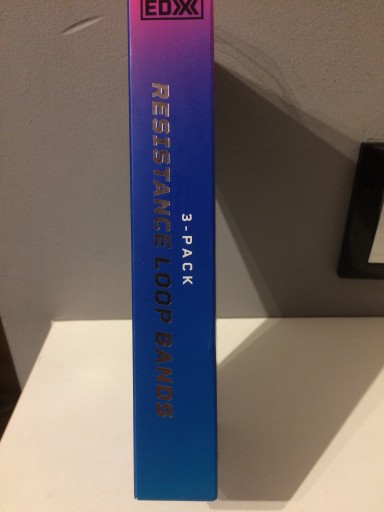 EDX
RESISTANCE LOOP BANDS
3-PACK